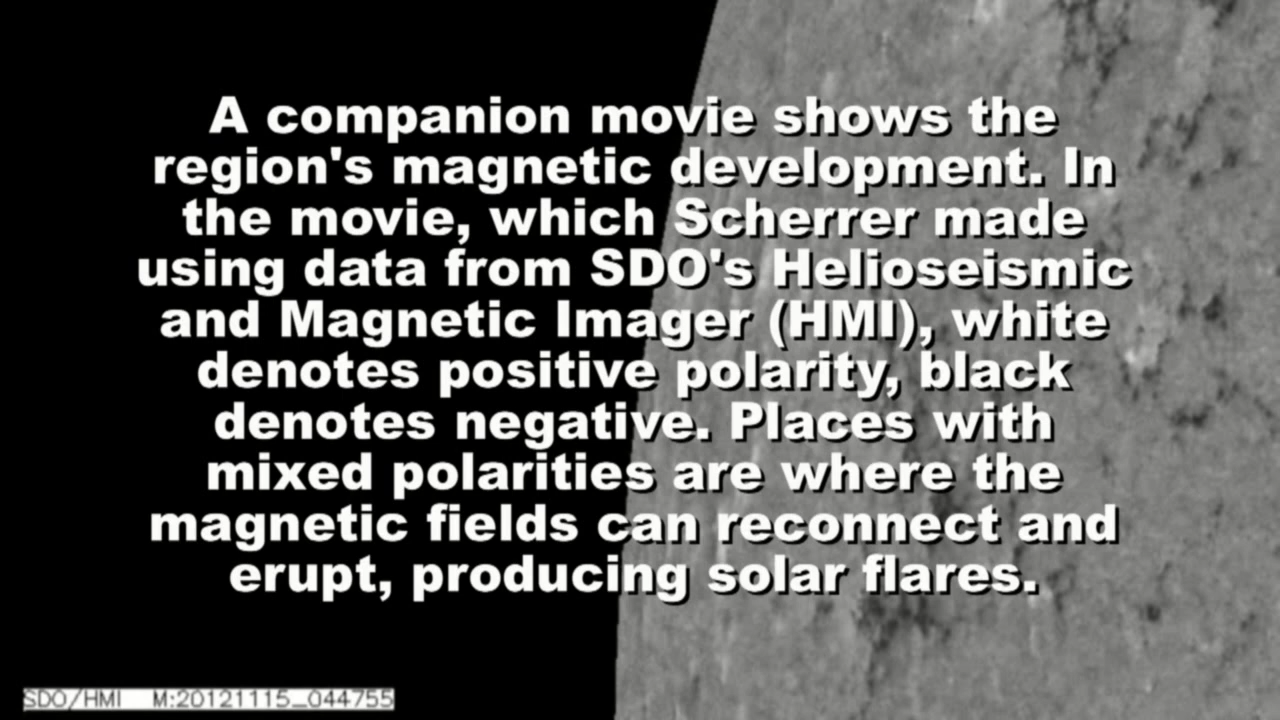 A companion movie shows the
region's magnetic development. In
the movie, which Scherrer made
using data from SDO's Helioseismic
and Magnetic Imager (HMI), white
denotes positive polarity, black
denotes negative. Places with
mixed polarities are where the
magnetic fields can reconnect and
erupt, producing solar flares.
SDO/HMI M:20121115_044755